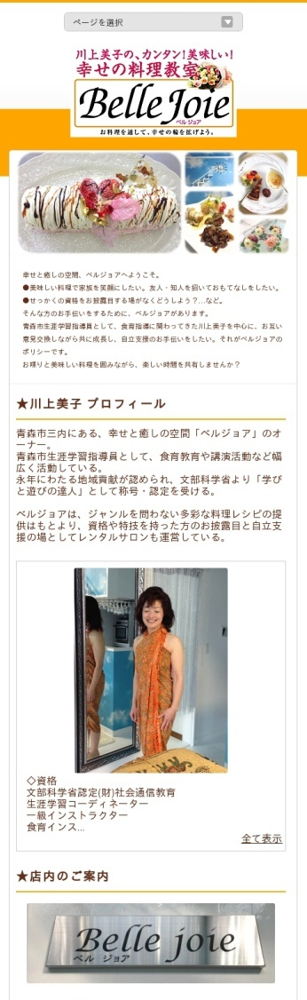 ページを選択
川上美子の、カンタン!美味しい!
幸せの料理教室
Belle Joie
ベル ジョア
お料理を通して、幸せの輪を拡げよう。
幸せと癒しの空間、ベルジョアへようこそ。
●美味しい料理で家族を笑顔にしたい。友人・知人を招いておもてなしをしたい。
●せっかくの資格をお披露目する場がなくどうしよう？…など。
そんな方のお手伝いをするために、ベルジョアがあります。
青森市生涯学習指導員として、食育指導に関わってきた川上美子を中心に、お互い
意見交換しながら共に成長し、自立支援のお手伝いをしたい。それがベルジョアの
ポリシーです。
お喋りと美味しい料理を囲みながら、楽しい時間を共有しませんか？
★川上美子 プロフィール
青森市三内にある、幸せと癒しの空間「ベルジョア」のオ
ーナー。
青森市生涯学習指導員として、食育教育や講演活動など幅
広く活動している。
永年にわたる地域貢献が認められ、文部科学省より「学び
と遊びの達人」として称号・認定を受ける。
ベルジョアは、ジャンルを問わない多彩な料理レシピの提
供はもとより、資格や特技を持った方のお披露目と自立支
援の場としてレンタルサロンも運営している。
◇資格
文部科学省認定(財)社会通信教育
生涯学習コーディネーター
一級インストラクター
食育インス...
全て表示
★店内のご案内
Belle joie
ベル ジョア